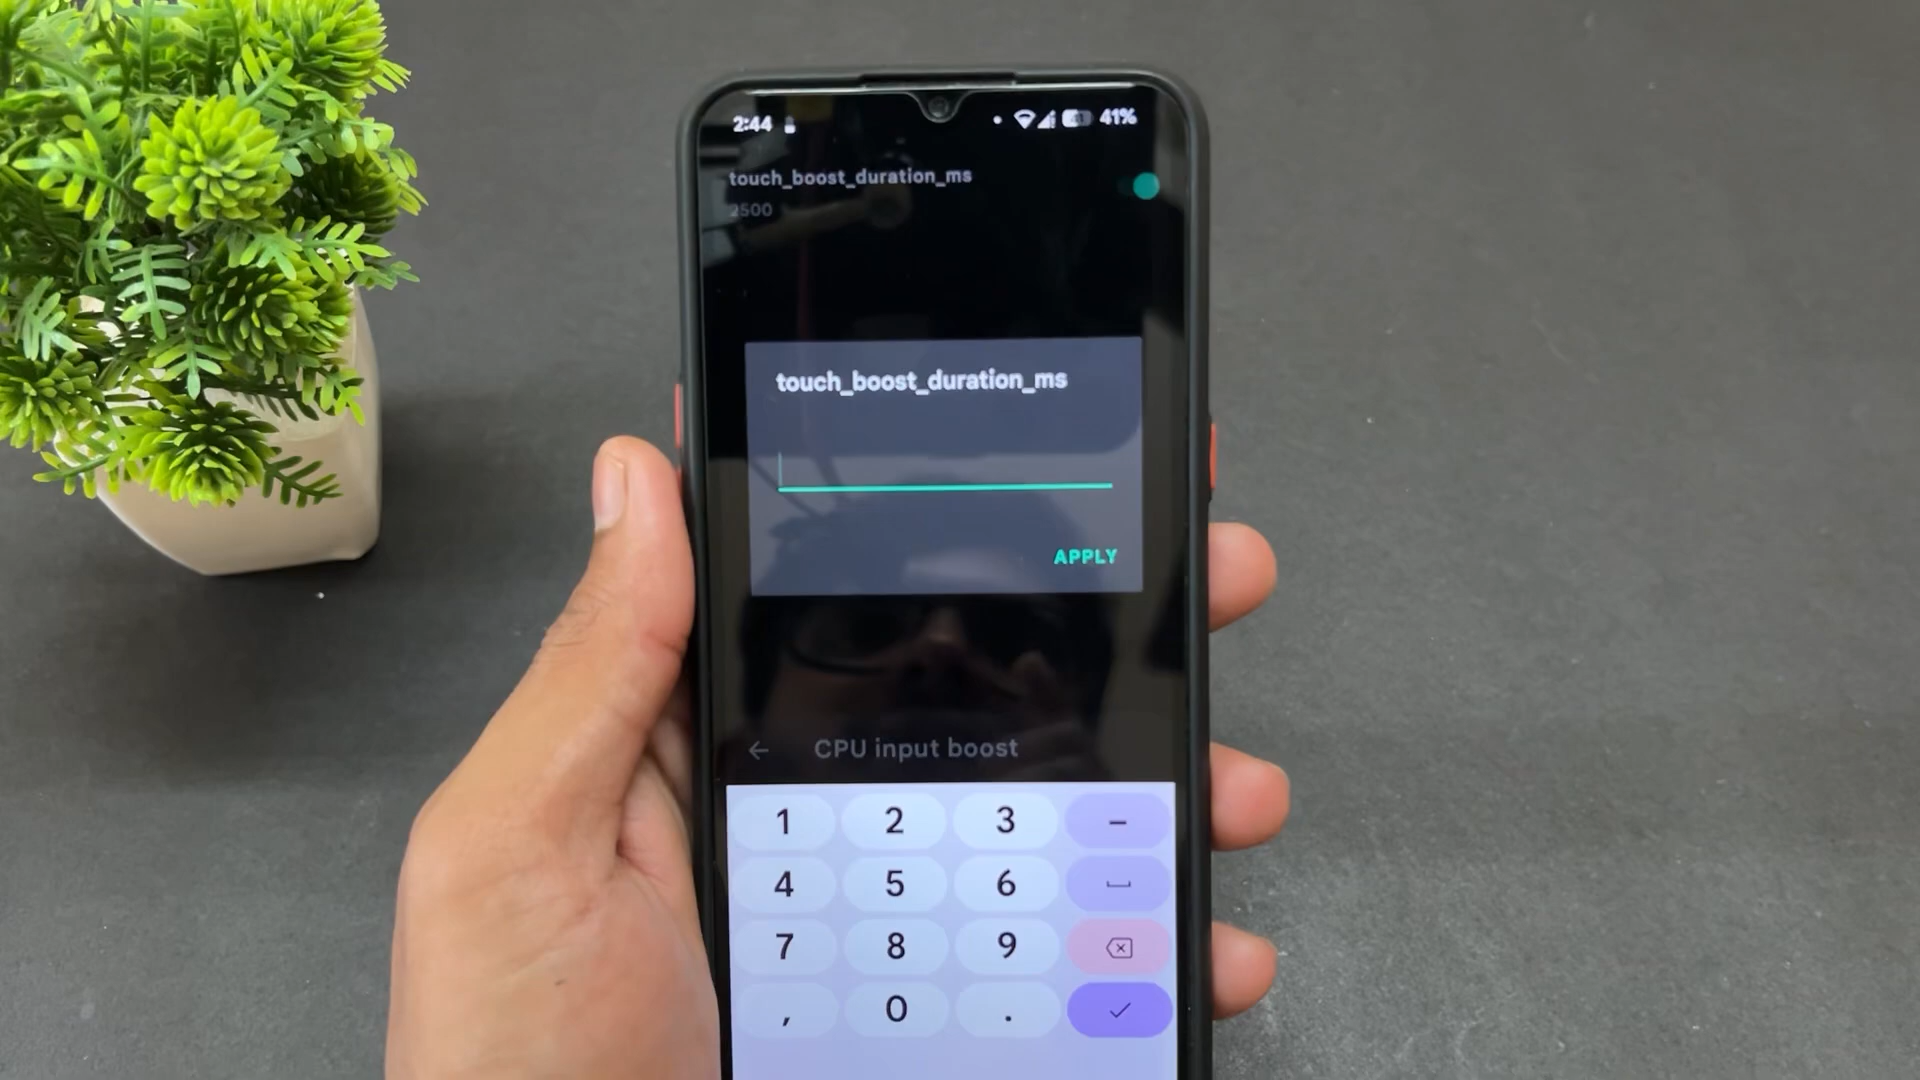 2:44 41%
touch_boost_duration_ms
2500
touch_boost_duration_ms
APPLY
CPU input boost
1 2 3 –
4 5 6
7 8 9
, 0 .